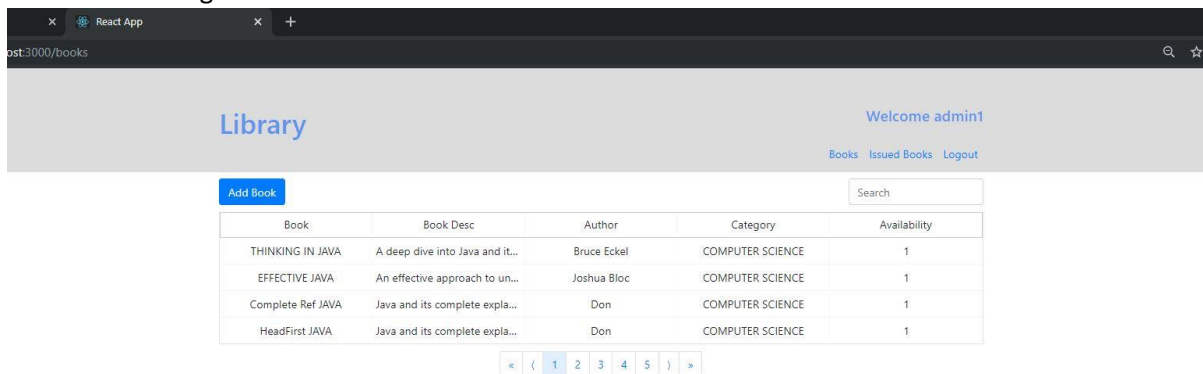 React App
ost:3000/books
Library
Welcome admin1
Books Issued Books Logout
Add Book
Search
Book Book Desc Author Category Availability
THINKING IN JAVA A deep dive into Java and it... Bruce Eckel COMPUTER SCIENCE 1
EFFECTIVE JAVA An effective approach to un... Joshua Bloc COMPUTER SCIENCE 1
Complete Ref JAVA Java and its complete expla... Don COMPUTER SCIENCE 1
HeadFirst JAVA Java and its complete expla... Don COMPUTER SCIENCE 1
« ⟨ 1 2 3 4 5 ⟩ »